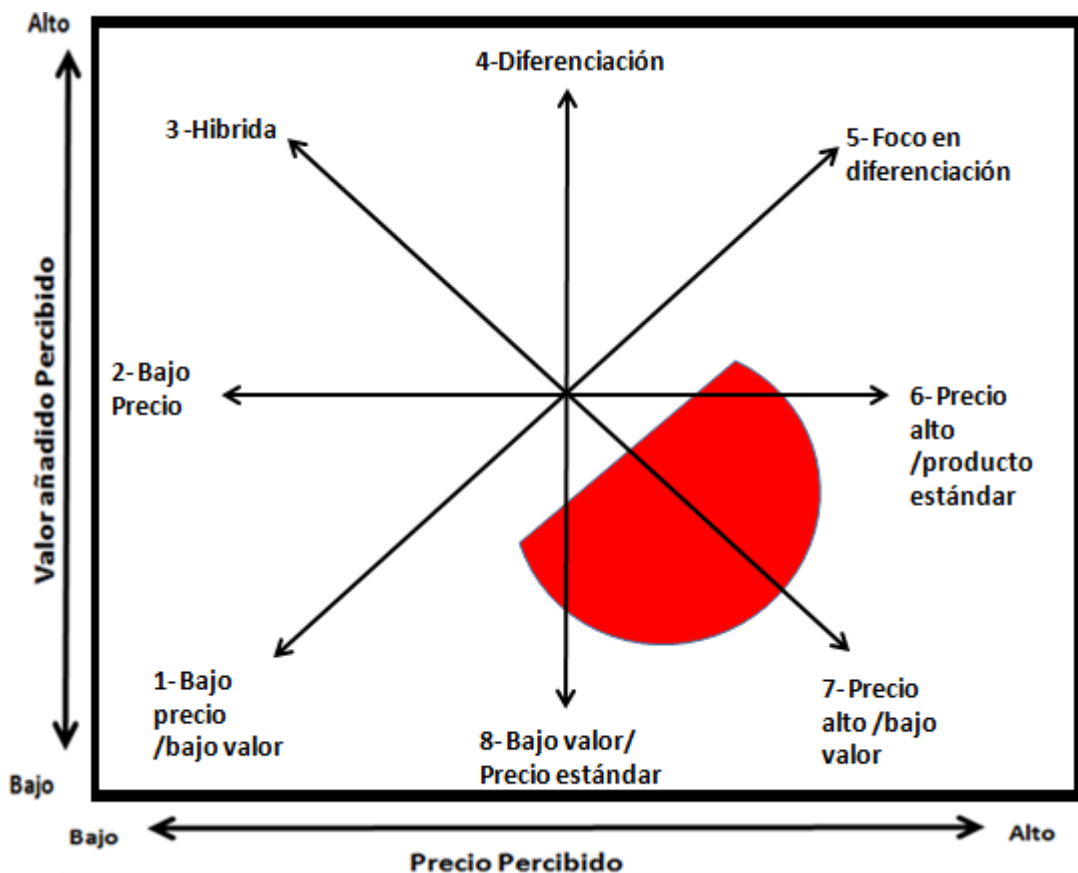 Alto
4-Diferenciación
3 -Hibrida
5- Foco en
diferenciación
Valor añadido Percibido
2- Bajo
Precio
6- Precio
alto
/producto
estándar
1- Bajo
precio
/bajo valor
8- Bajo valor/
Precio estándar
7- Precio
alto /bajo
valor
Bajo
Bajo
Alto
Precio Percibido